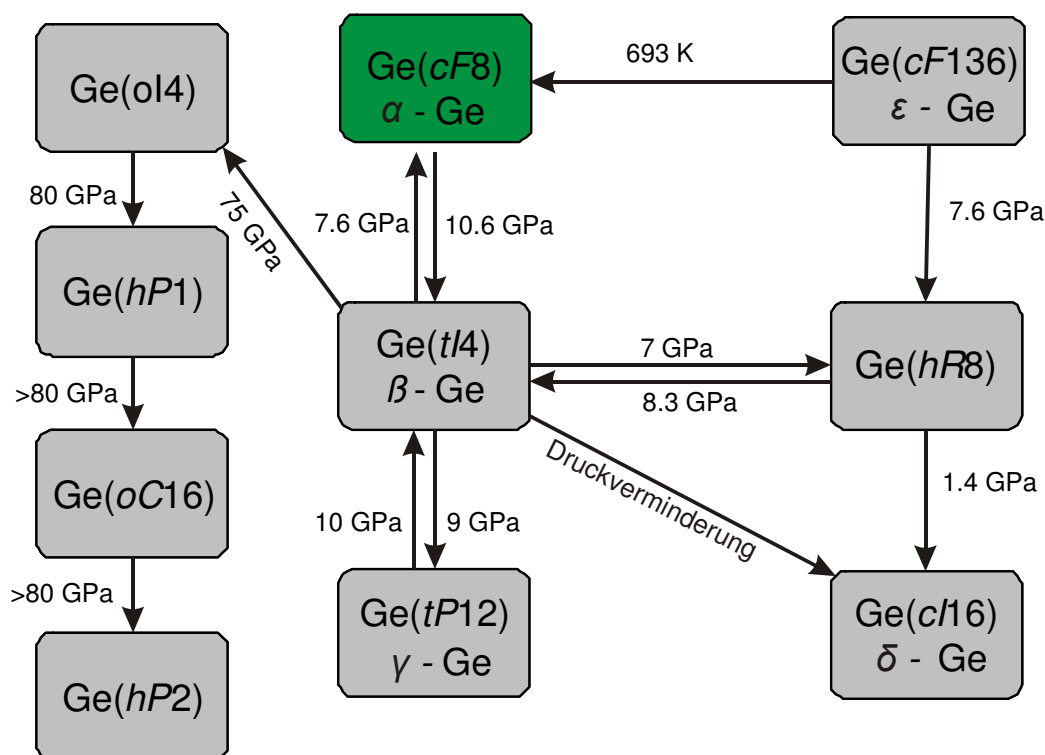 Ge(oI4)
Ge(cF8)
α - Ge
693 K
Ge(cF136)
ε - Ge
80 GPa
75 GPa
7.6 GPa
10.6 GPa
7.6 GPa
Ge(hP1)
Ge(tI4)
ß - Ge
7 GPa
8.3 GPa
Ge(hR8)
>80 GPa
Druckverminderung
1.4 GPa
Ge(oC16)
10 GPa
9 GPa
>80 GPa
Ge(tP12)
γ - Ge
Ge(cI16)
δ - Ge
Ge(hP2)